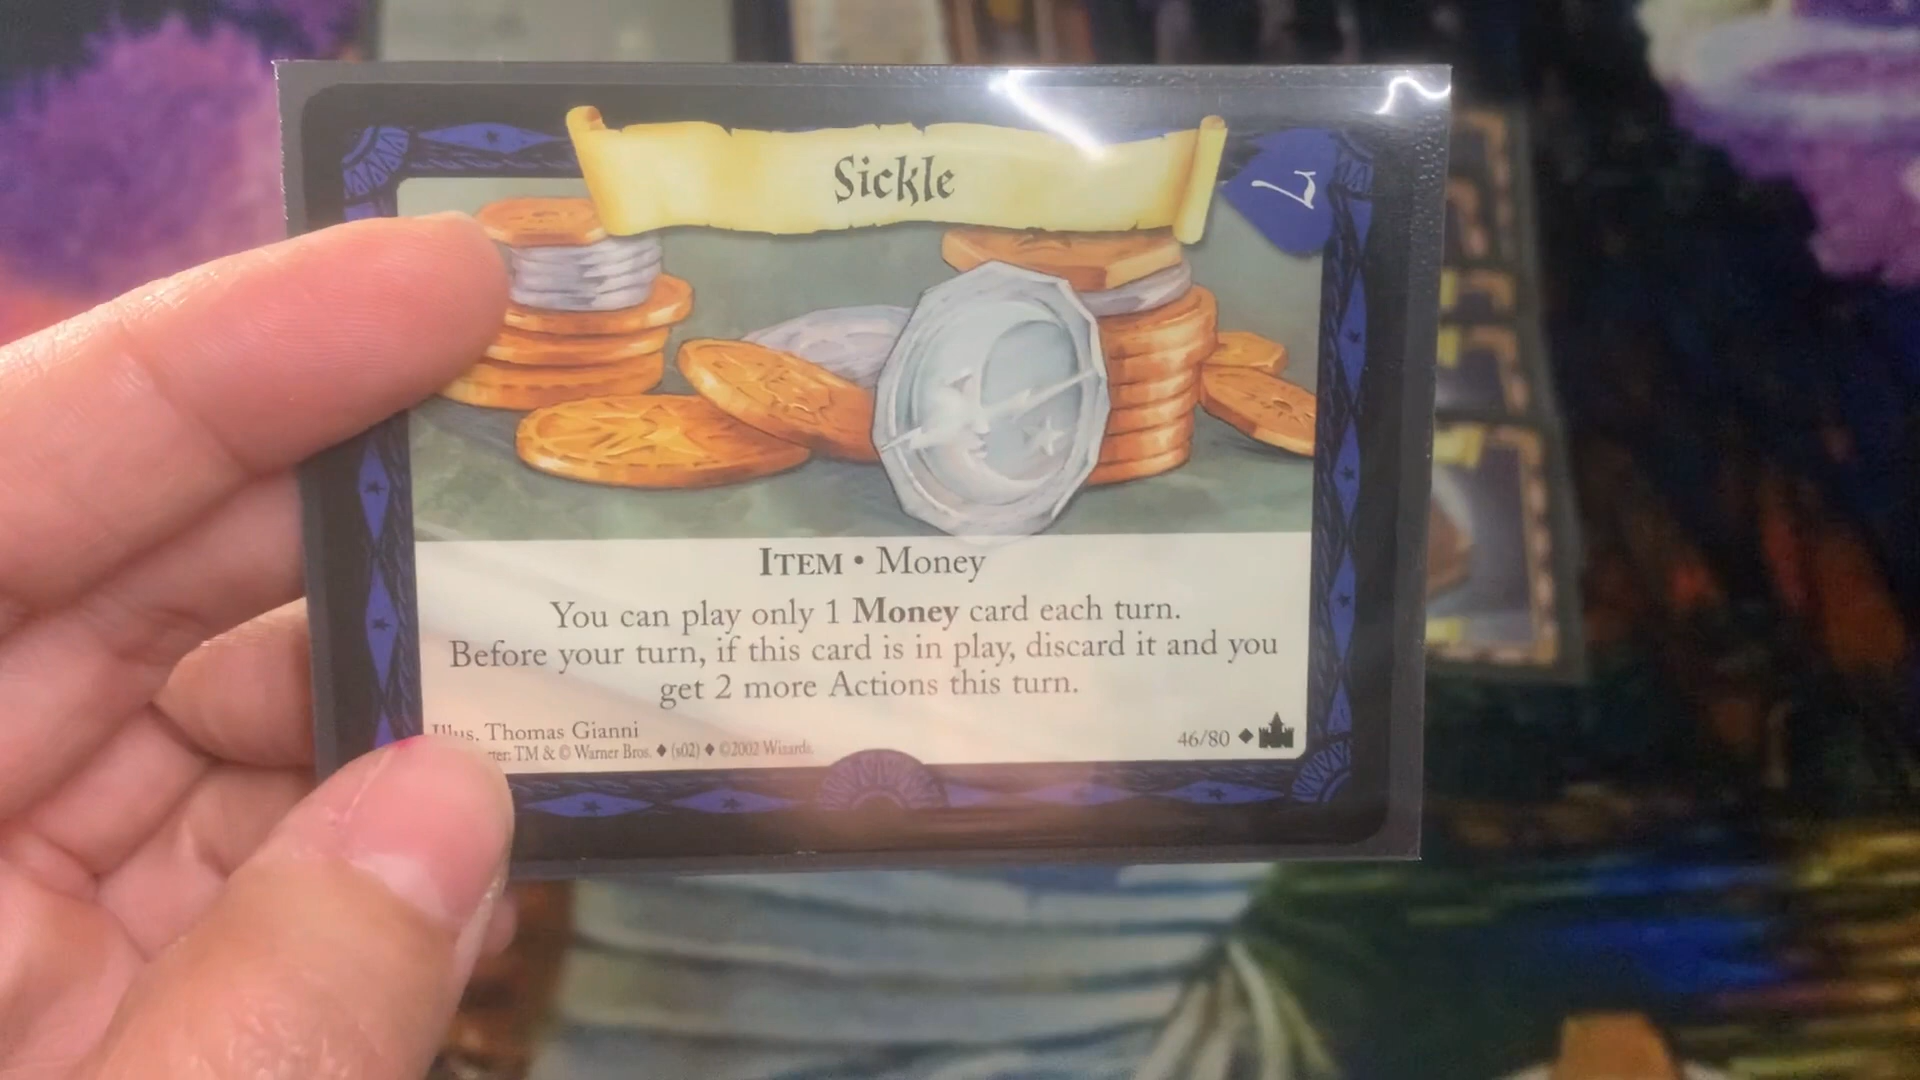 Sickle
7
ITEM • Money
You can play only 1 Money card each turn.
Before your turn, if this card is in play, discard it and you
get 2 more Actions this turn.
Illus. Thomas Gianni
TM & © Warner Bros. ♦ (s02) ♦ ©2002 Wizards.
46/80 ♦